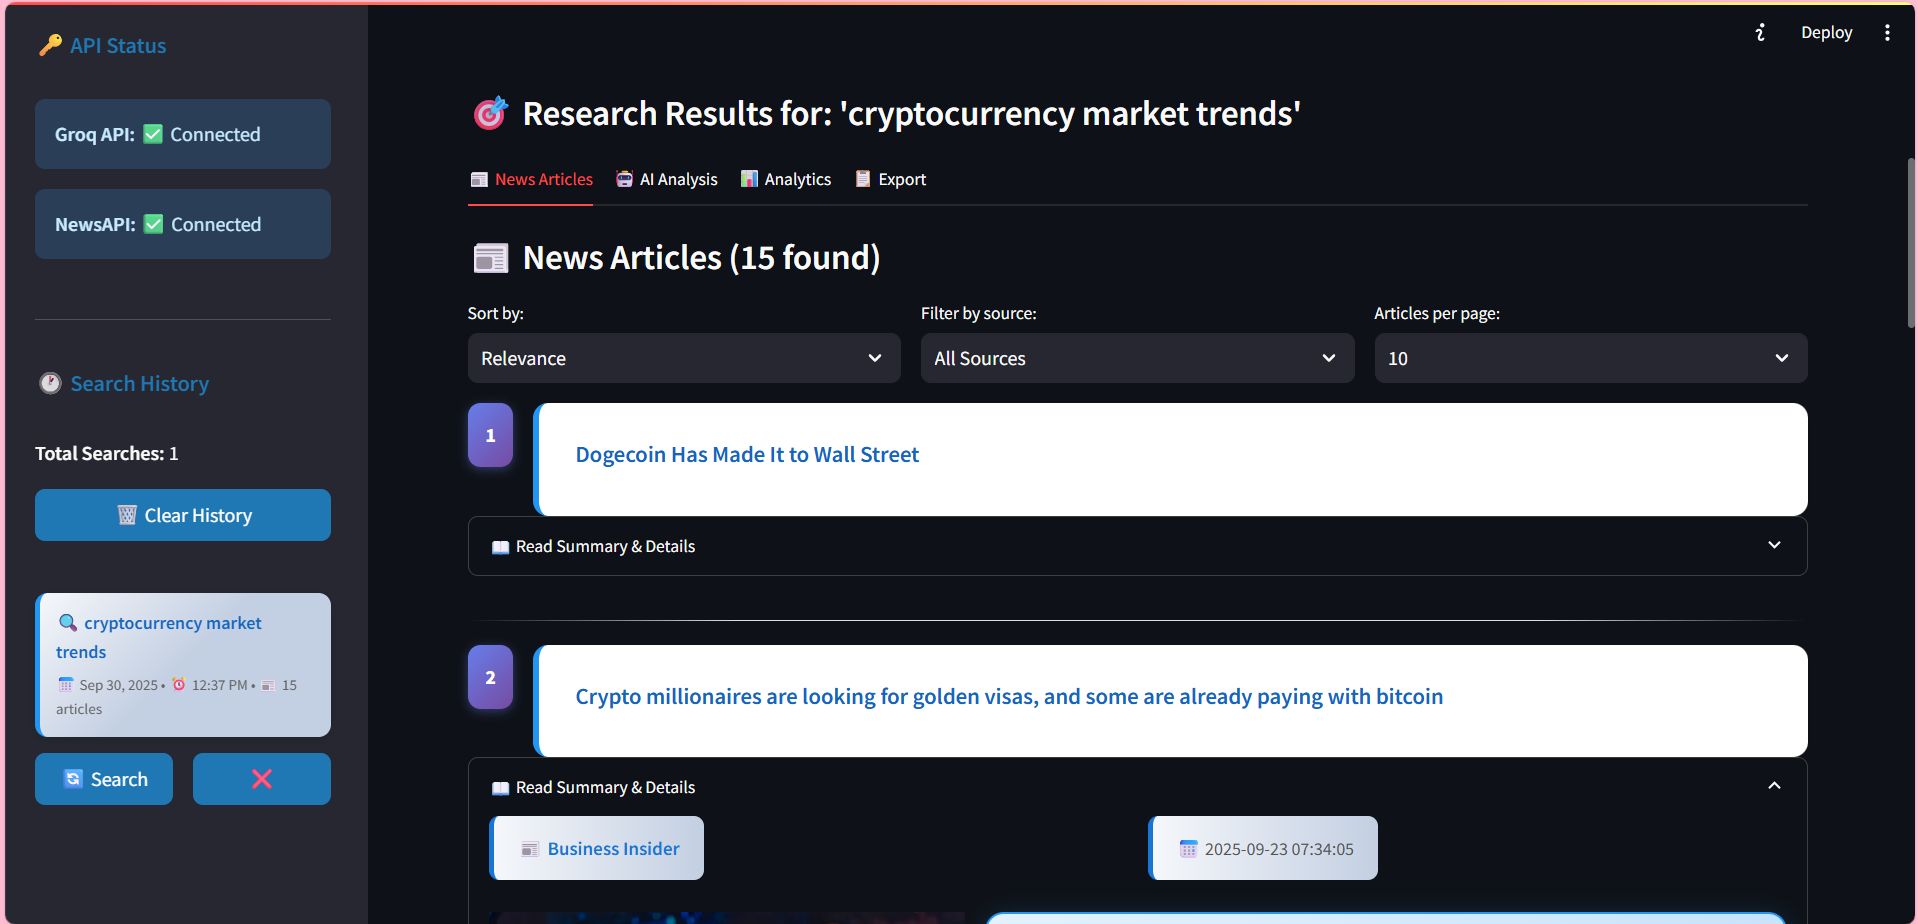 API Status
Groq API: ✅ Connected
NewsAPI: ✅ Connected
Search History
Total Searches: 1
Clear History
cryptocurrency market
trends
Sep 30, 2025 • 12:37 PM • 15
articles
Search
Deploy
Research Results for: 'cryptocurrency market trends'
News Articles
AI Analysis
Analytics
Export
News Articles (15 found)
Sort by:
Relevance
Filter by source:
All Sources
Articles per page:
10
1
Dogecoin Has Made It to Wall Street
Read Summary & Details
2
Crypto millionaires are looking for golden visas, and some are already paying with bitcoin
Read Summary & Details
Business Insider
2025-09-23 07:34:05